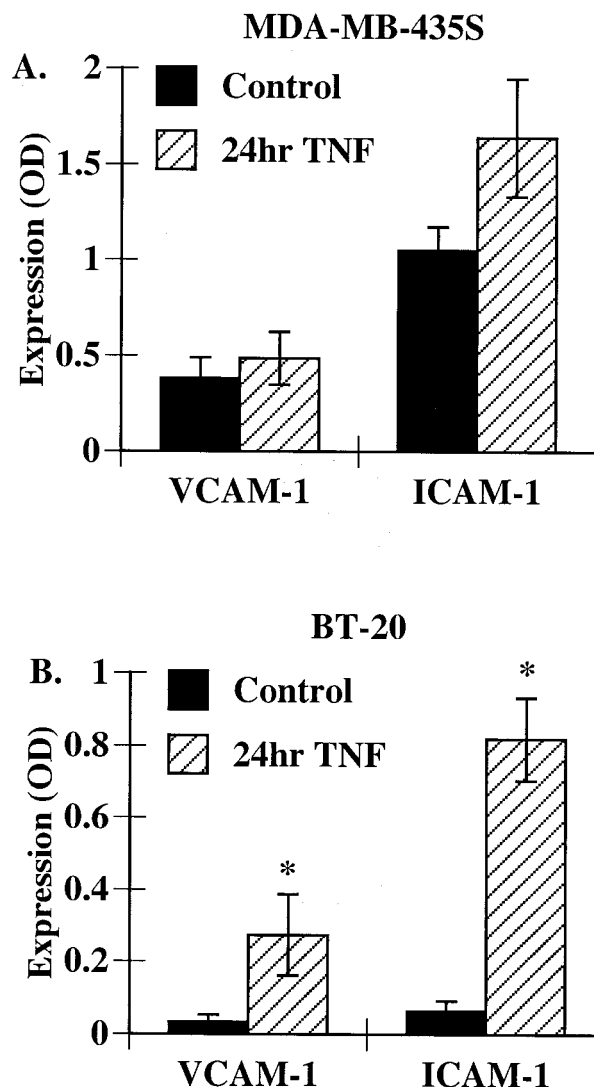 MDA-MB-435S
A.
Control
24hr TNF
Expression (OD)
2
1.5
1
0.5
0
VCAM-1 ICAM-1
BT-20
B.
Control
24hr TNF
Expression (OD)
1
0.8
0.6
0.4
0.2
0
*
*
VCAM-1 ICAM-1